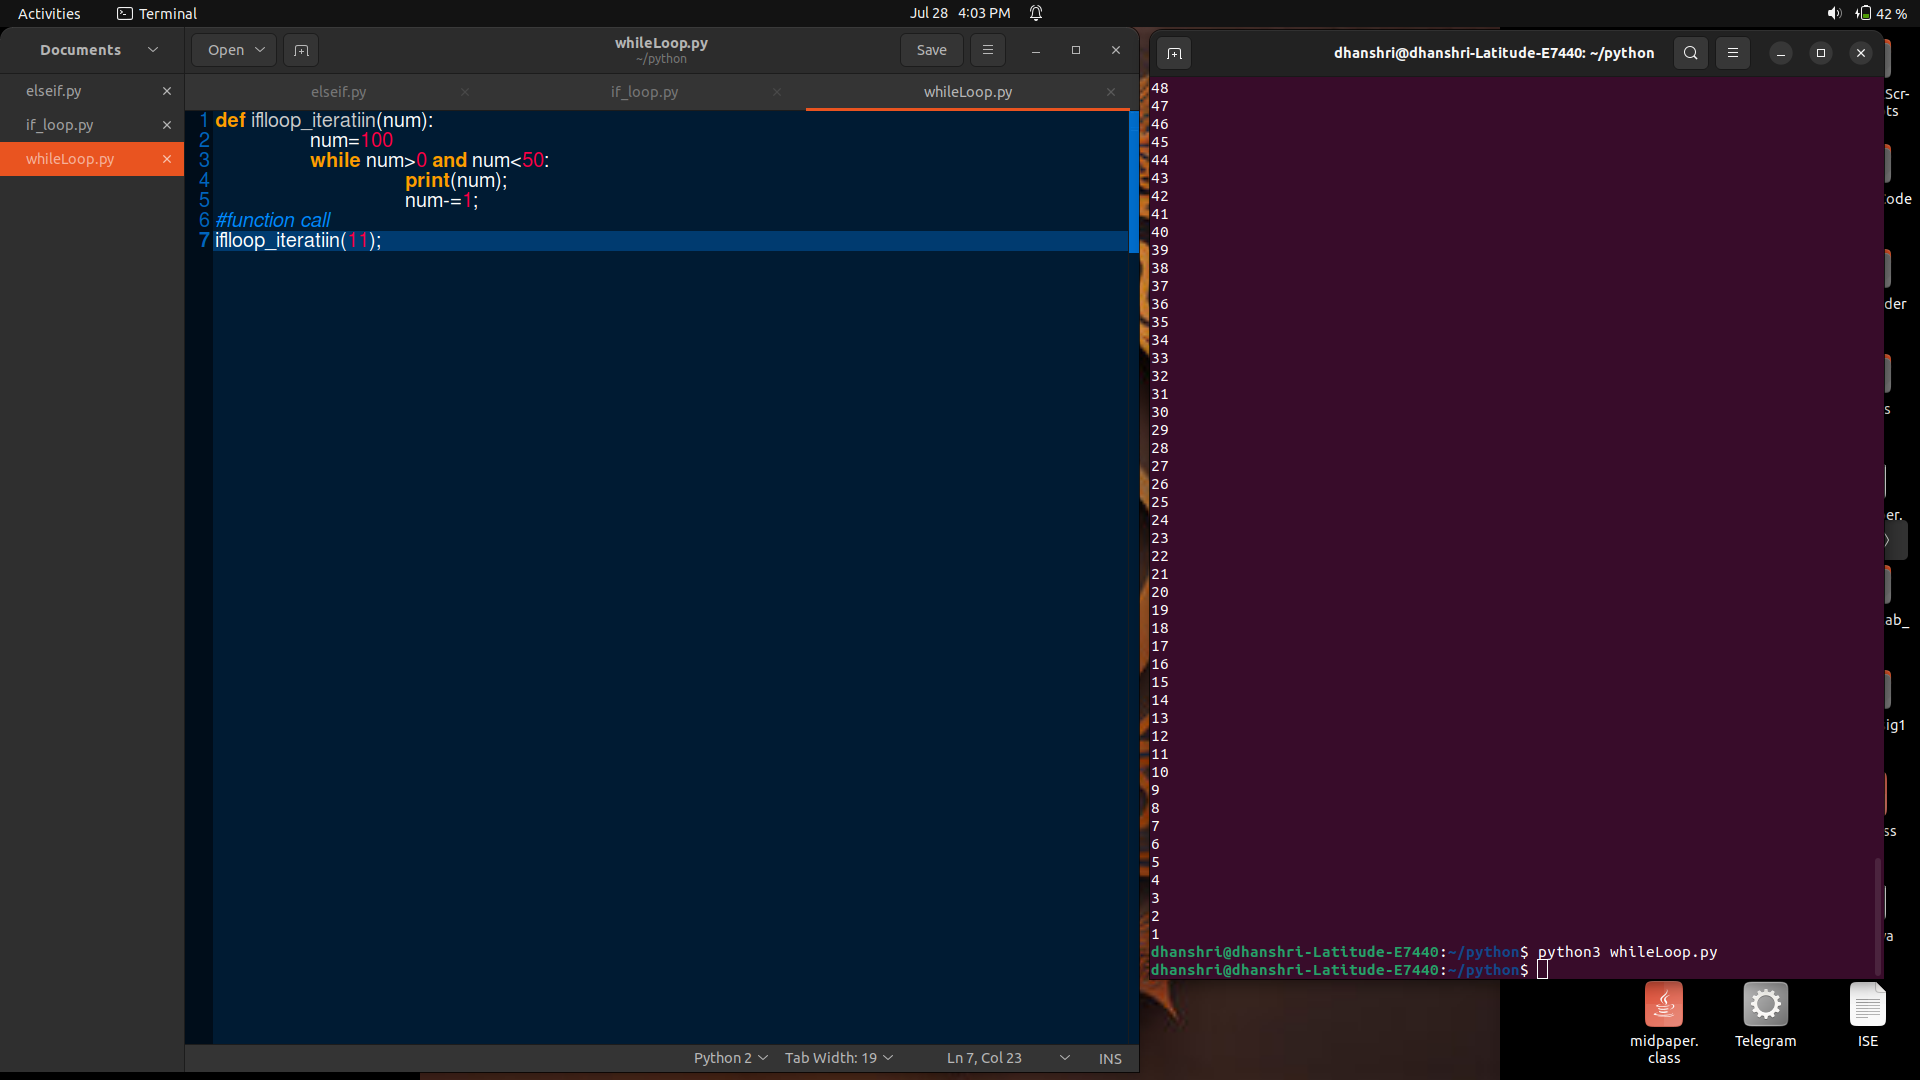 Activities
Terminal
Jul 28 4:03 PM
42 %
Documents
Open
whileLoop.py
~/python
Save
elseif.py
if_loop.py
whileLoop.py
elseif.py
if_loop.py
whileLoop.py
1 def iflloop_iteratiin(num):
2 num=100
3 while num>0 and num<50:
4 print(num);
5 num-=1;
6 #function call
7 iflloop_iteratiin(11);
Python 2
Tab Width: 19
Ln 7, Col 23
INS
dhanshri@dhanshri-Latitude-E7440: ~/python
48
47
46
45
44
43
42
41
40
39
38
37
36
35
34
33
32
31
30
29
28
27
26
25
24
23
22
21
20
19
18
17
16
15
14
13
12
11
10
9
8
7
6
5
4
3
2
1
dhanshri@dhanshri-Latitude-E7440:~/python$ python3 whileLoop.py
dhanshri@dhanshri-Latitude-E7440:~/python$
Scr-
ts
ode
der
s
er.
ab_
ig1
ss
va
midpaper.
class
Telegram
ISE